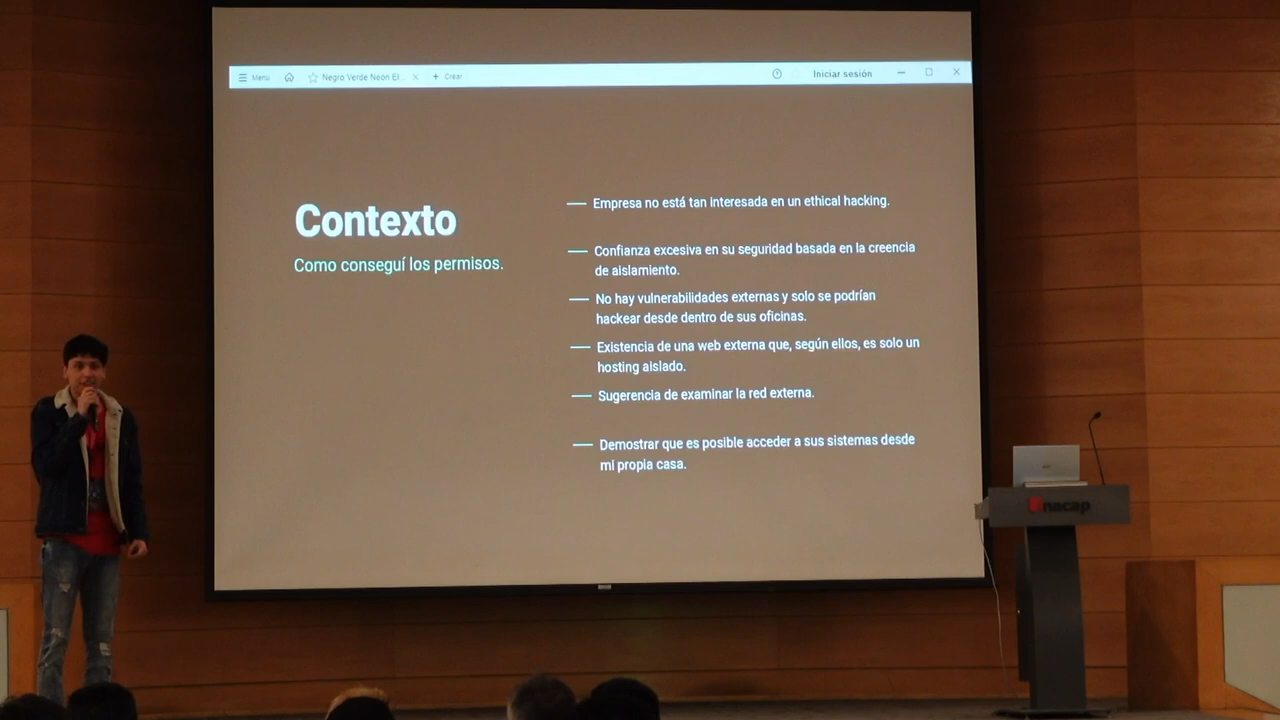 Menu
Negro Verde Neón El...
Crear
Iniciar sesión
Contexto
Como conseguí los permisos.
Empresa no está tan interesada en un ethical hacking.
Confianza excesiva en su seguridad basada en la creencia
de aislamiento.
No hay vulnerabilidades externas y solo se podrían
hackear desde dentro de sus oficinas.
Existencia de una web externa que, según ellos, es solo un
hosting aislado.
Sugerencia de examinar la red externa.
Demostrar que es posible acceder a sus sistemas desde
mi propia casa.
inacap